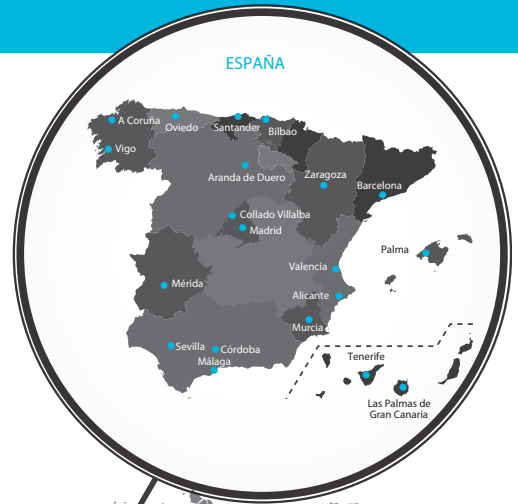 ESPAÑA
A Coruña
Oviedo
Santander
Bilbao
Vigo
Aranda de Duero
Zaragoza
Barcelona
Collado Villalba
Madrid
Palma
Valencia
Mérida
Alicante
Murcia
Sevilla
Córdoba
Málaga
Tenerife
Las Palmas de
Gran Canaria